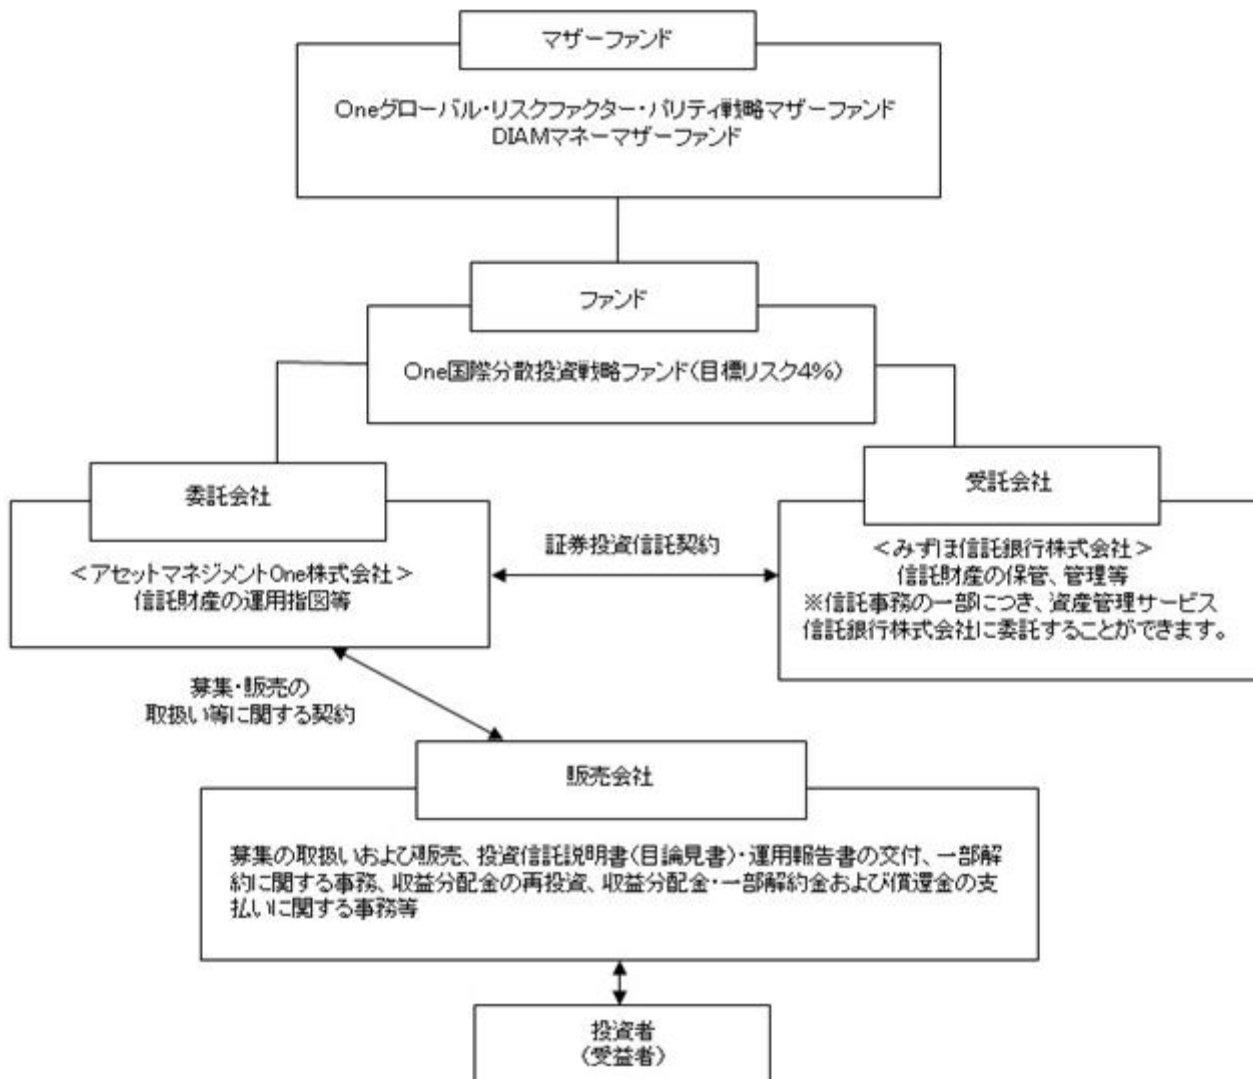 マザーファンド
Oneグローバル・リスクファクター・パリティ戦略マザーファンド
DIAMマネーマザーファンド
ファンド
One国際分散投資戦略ファンド(目標リスク4%)
委託会社
<アセットマネジメントOne株式会社>
信託財産の運用指図等
証券投資信託契約
受託会社
<みずほ信託銀行株式会社>
信託財産の保管、管理等
※信託事務の一部につき、資産管理サービス
信託銀行株式会社に委託することができます。
募集・販売の
取扱い等に関する契約
販売会社
募集の取扱いおよび販売、投資信託説明書(目論見書)・運用報告書の交付、一部解
約に関する事務、収益分配金の再投資、収益分配金・一部解約金および償還金の支
払いに関する事務等
投資者
(受益者)